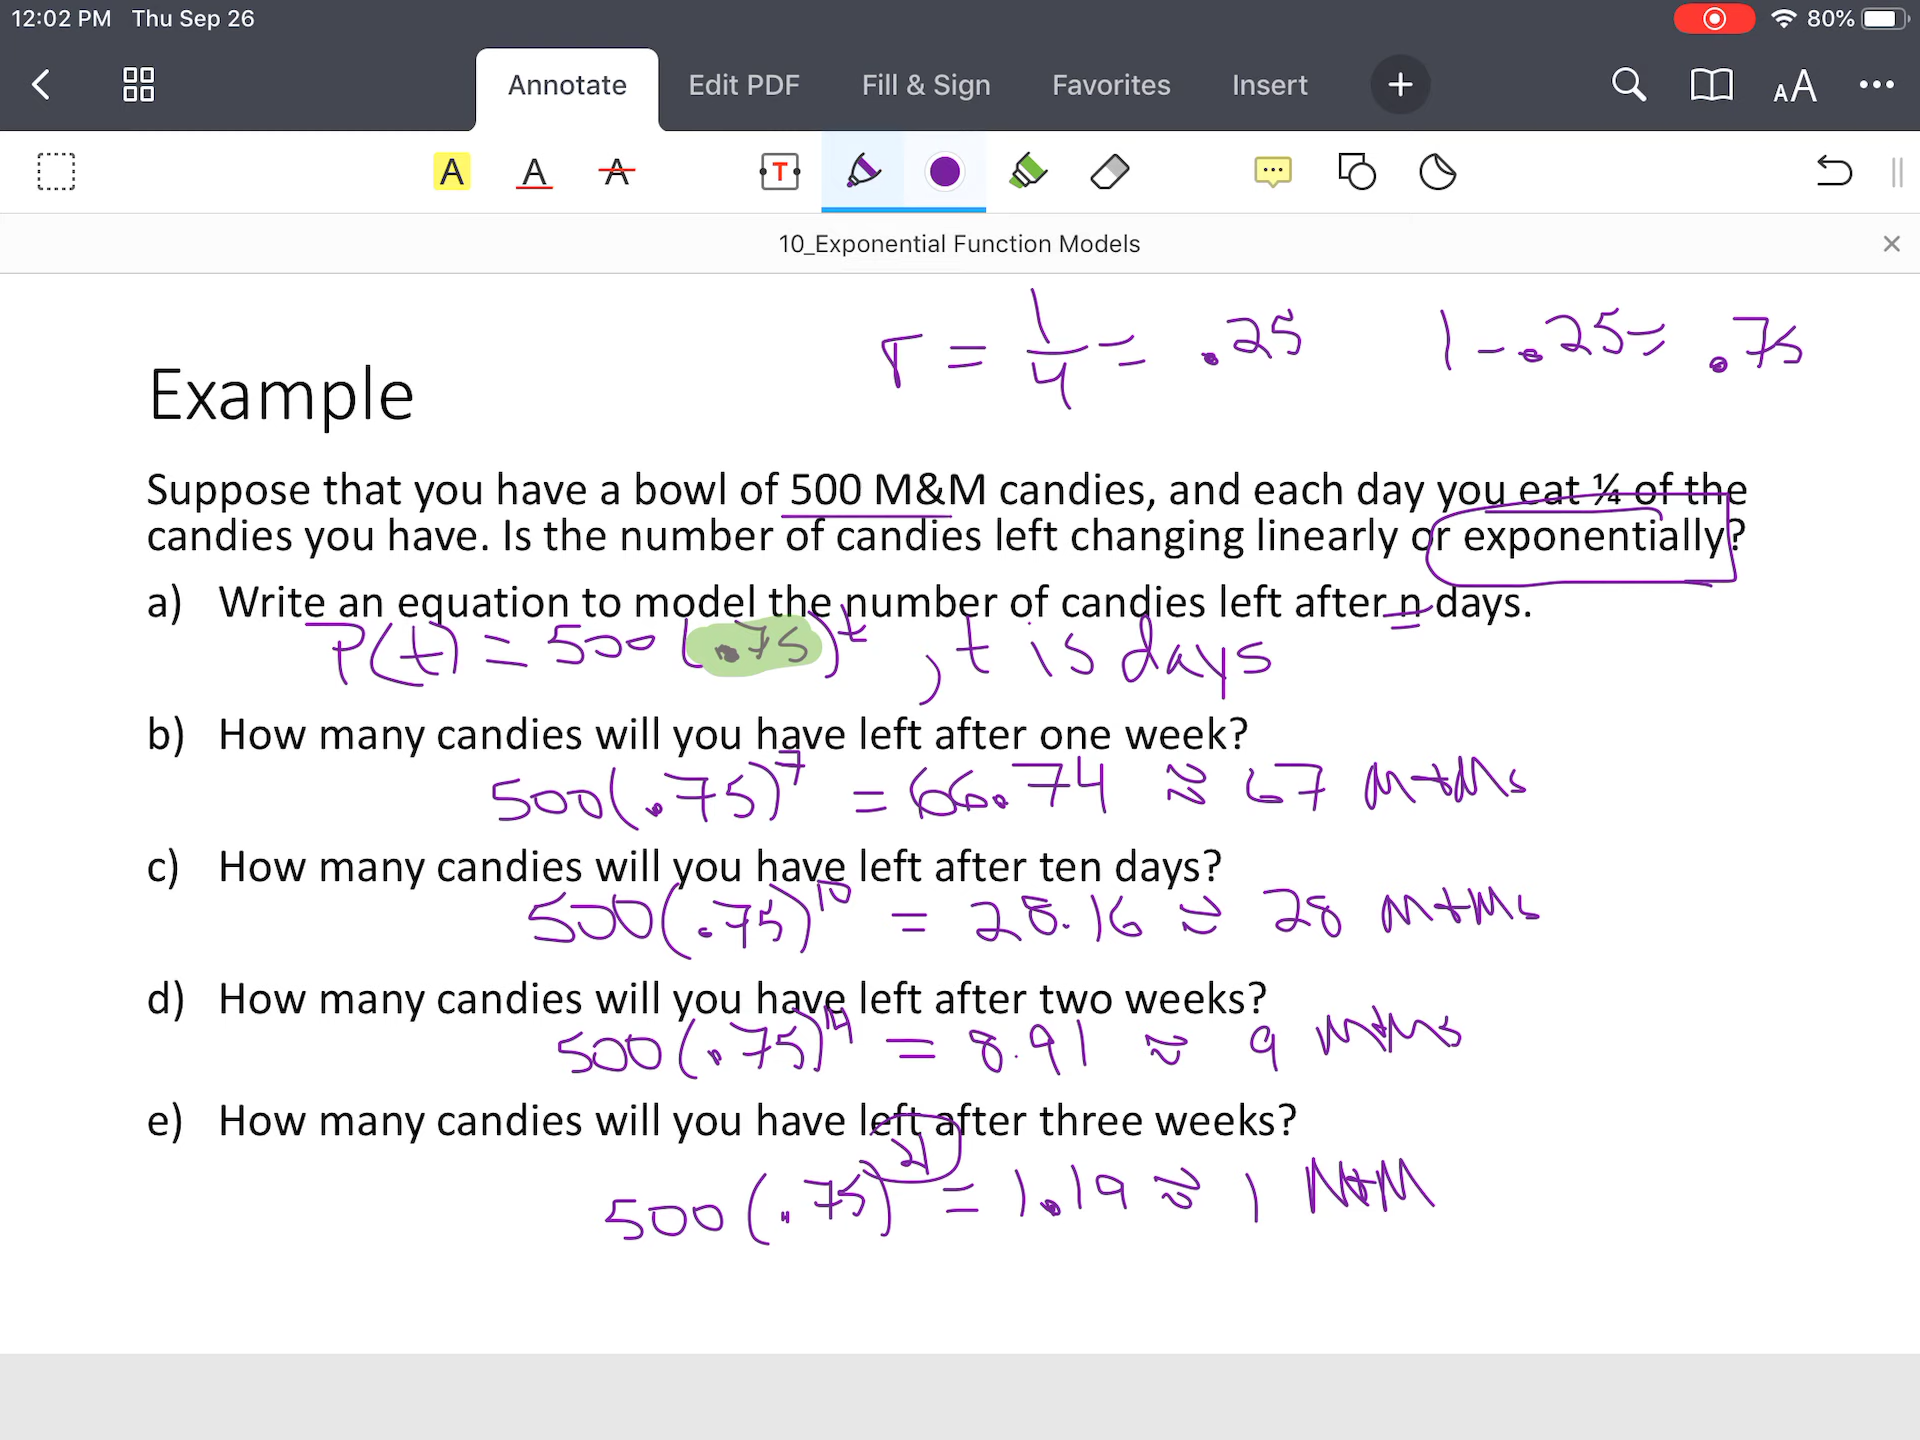 12:02 PM Thu Sep 26 80%
Annotate Edit PDF Fill & Sign Favorites Insert
A A A T
10_Exponential Function Models
r = 1/4 = .25 1 - .25 = .75
Example
Suppose that you have a bowl of 500 M&M candies, and each day you eat ¼ of the
candies you have. Is the number of candies left changing linearly or exponentially?
a) Write an equation to model the number of candies left after n days.
P(t) = 500 (.75)^t , t is days
b) How many candies will you have left after one week?
500(.75)^7 = 66.74 ≈ 67 M+Ms
c) How many candies will you have left after ten days?
500(.75)^10 = 28.16 ≈ 28 M+Ms
d) How many candies will you have left after two weeks?
500(.75)^14 = 8.91 ≈ 9 M+Ms
e) How many candies will you have left after three weeks?
500(.75)^21 = 1.19 ≈ 1 M+M